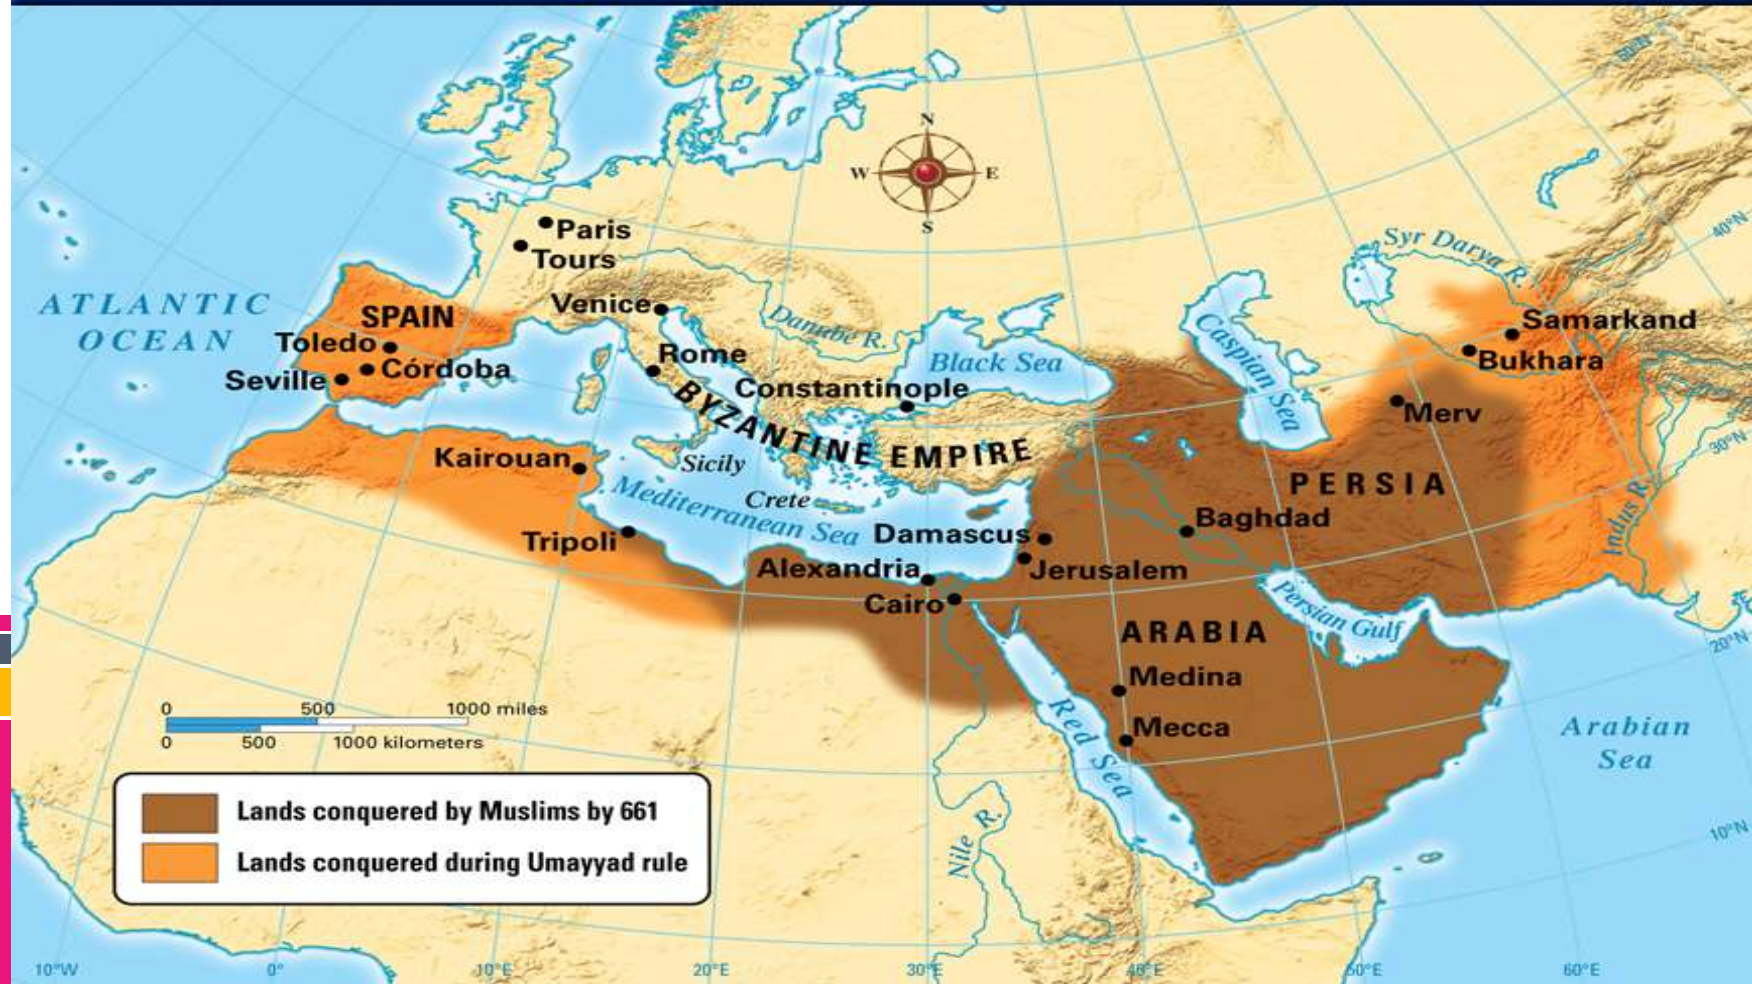 N
W E
S
50°N
Paris
Tours
ATLANTIC
OCEAN
SPAIN
Toledo
Córdoba
Seville
Venice
Danube R.
Rome
Black Sea
Constantinople
BYZANTINE EMPIRE
Caspian Sea
Syr Darya R.
40°N
Samarkand
Bukhara
Merv
30°N
Kairouan
Sicily
Crete
Mediterranean Sea
Tripoli
PERSIA
Baghdad
Damascus
Jerusalem
Alexandria
Cairo
Indus R.
Persian Gulf
ARABIA
20°N
Medina
Mecca
Red Sea
Arabian
Sea
0 500 1000 miles
0 500 1000 kilometers
Nile R.
10°N
Lands conquered by Muslims by 661
Lands conquered during Umayyad rule
10°W 0° 10°E 20°E 30°E 40°E 50°E 60°E